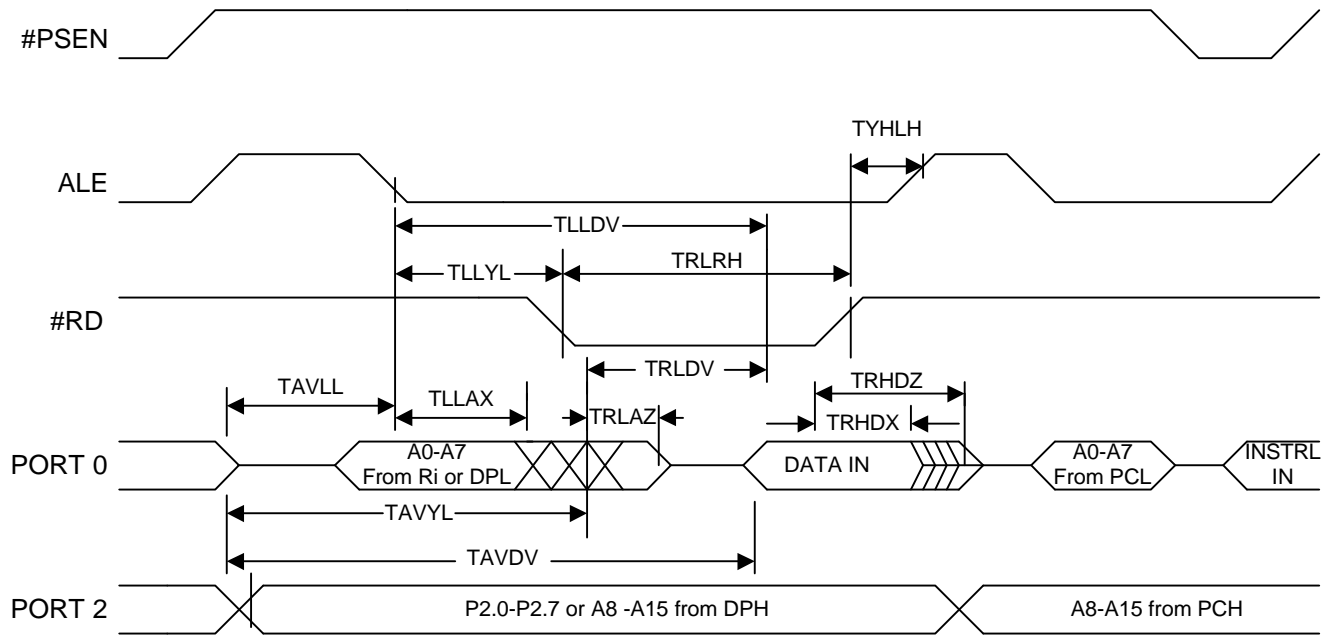 #PSEN
TYHLH
ALE
TLLDV
TLLYL
TRLRH
#RD
TRLDV
TAVLL
TLLAX
TRLAZ
TRHDZ
TRHDX
PORT 0
A0-A7
From Ri or DPL
DATA IN
A0-A7
From PCL
INSTRL
IN
TAVYL
TAVDV
PORT 2
P2.0-P2.7 or A8 -A15 from DPH
A8-A15 from PCH